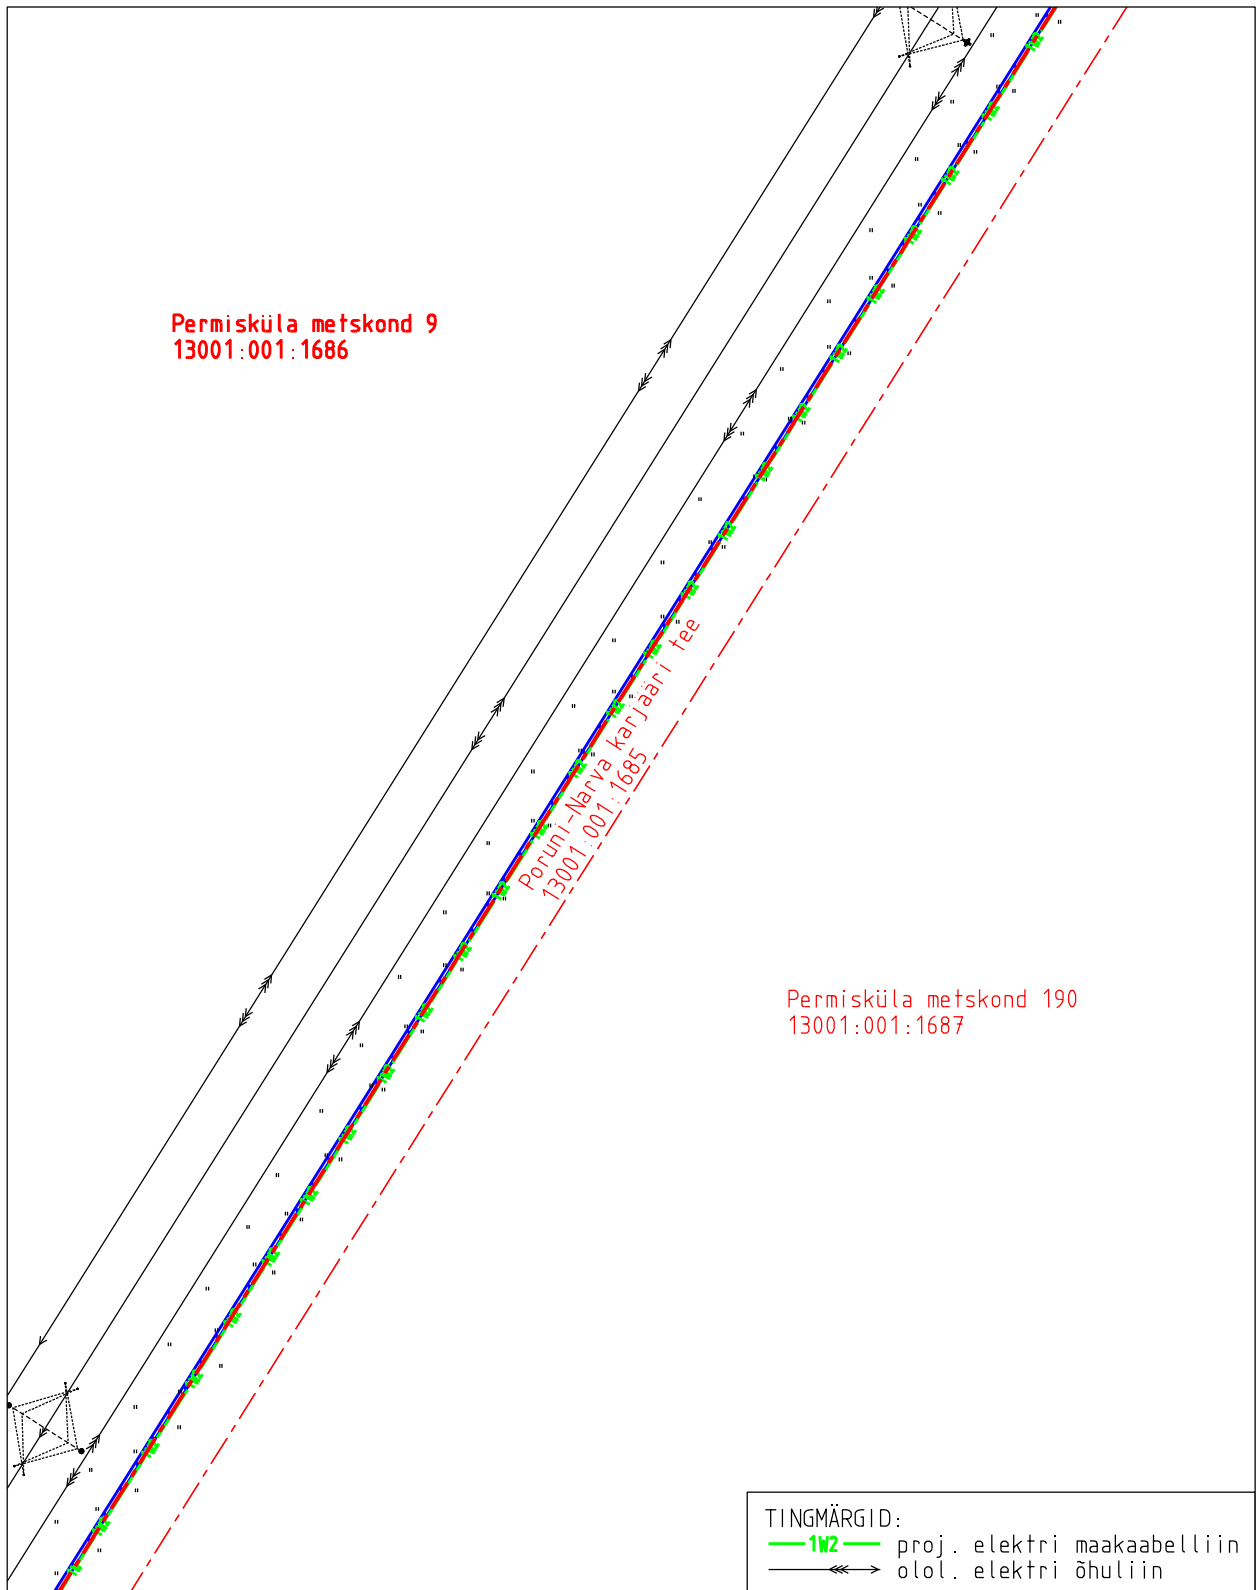 Permisküla metskond 9
13001:001:1686
Poruni-Narva karjääri tee
13001:001:1685
Permisküla metskond 190
13001:001:1687
TINGMÄRGID:
1W2 proj. elektri maakaabelliin
olol. elektri õhuliin